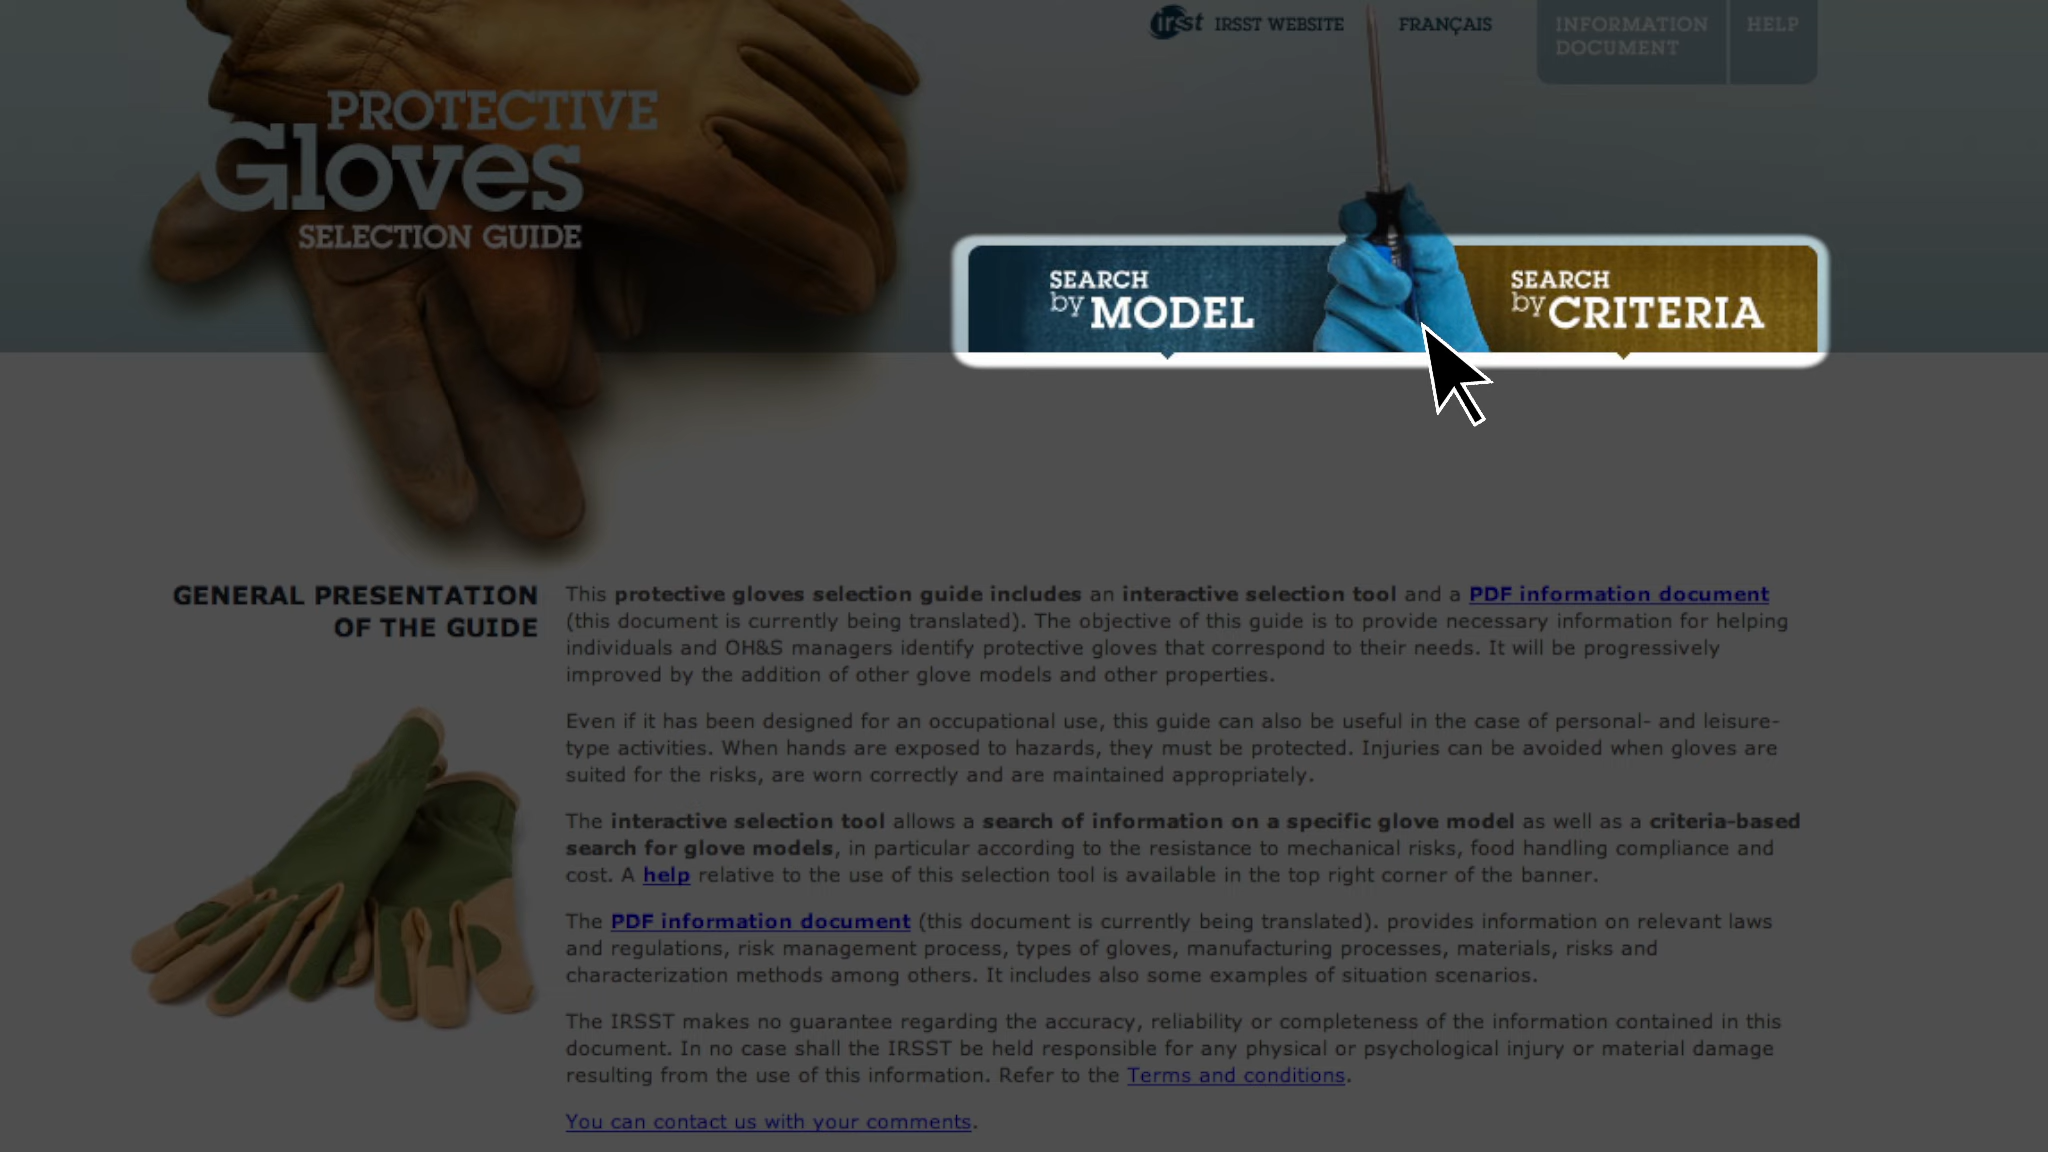 irsst IRSST WEBSITE FRANÇAIS INFORMATION DOCUMENT HELP
PROTECTIVE
Gloves
SELECTION GUIDE
SEARCH
by MODEL
SEARCH
by CRITERIA
GENERAL PRESENTATION
OF THE GUIDE
This protective gloves selection guide includes an interactive selection tool and a PDF information document
(this document is currently being translated). The objective of this guide is to provide necessary information for helping
individuals and OH&S managers identify protective gloves that correspond to their needs. It will be progressively
improved by the addition of other glove models and other properties.
Even if it has been designed for an occupational use, this guide can also be useful in the case of personal- and leisure-
type activities. When hands are exposed to hazards, they must be protected. Injuries can be avoided when gloves are
suited for the risks, are worn correctly and are maintained appropriately.
The interactive selection tool allows a search of information on a specific glove model as well as a criteria-based
search for glove models, in particular according to the resistance to mechanical risks, food handling compliance and
cost. A help relative to the use of this selection tool is available in the top right corner of the banner.
The PDF information document (this document is currently being translated). provides information on relevant laws
and regulations, risk management process, types of gloves, manufacturing processes, materials, risks and
characterization methods among others. It includes also some examples of situation scenarios.
The IRSST makes no guarantee regarding the accuracy, reliability or completeness of the information contained in this
document. In no case shall the IRSST be held responsible for any physical or psychological injury or material damage
resulting from the use of this information. Refer to the Terms and conditions.
You can contact us with your comments.